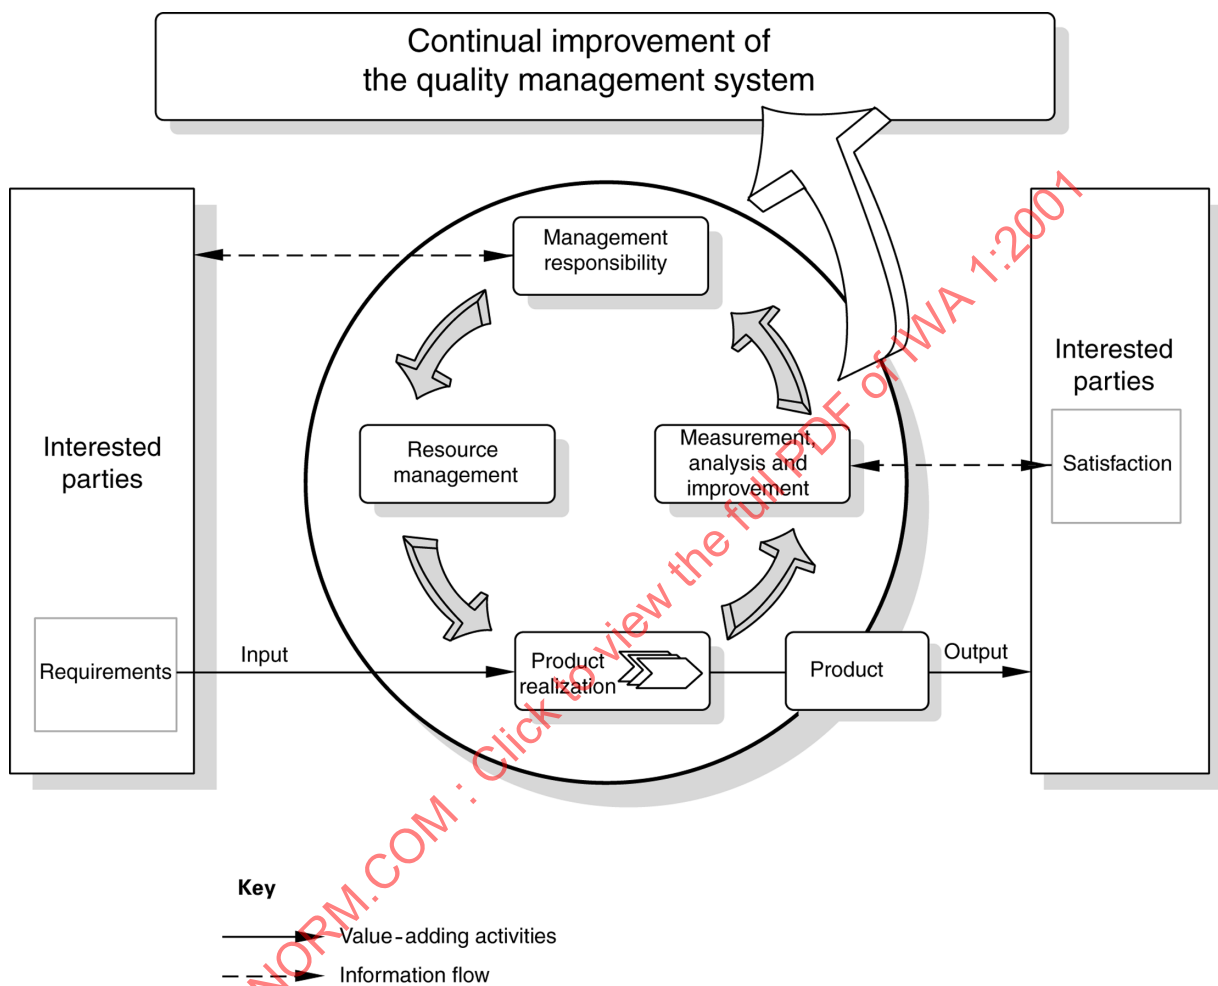 Continual improvement of
the quality management system
Management
responsibility
Interested
parties
Interested
parties
Resource
management
Measurement,
analysis and
improvement
Satisfaction
Requirements
Input
Product
realization
Product
Output
Key
Value-adding activities
Information flow
NORM.COM : Click to view the full PDF of IWA 1:2001